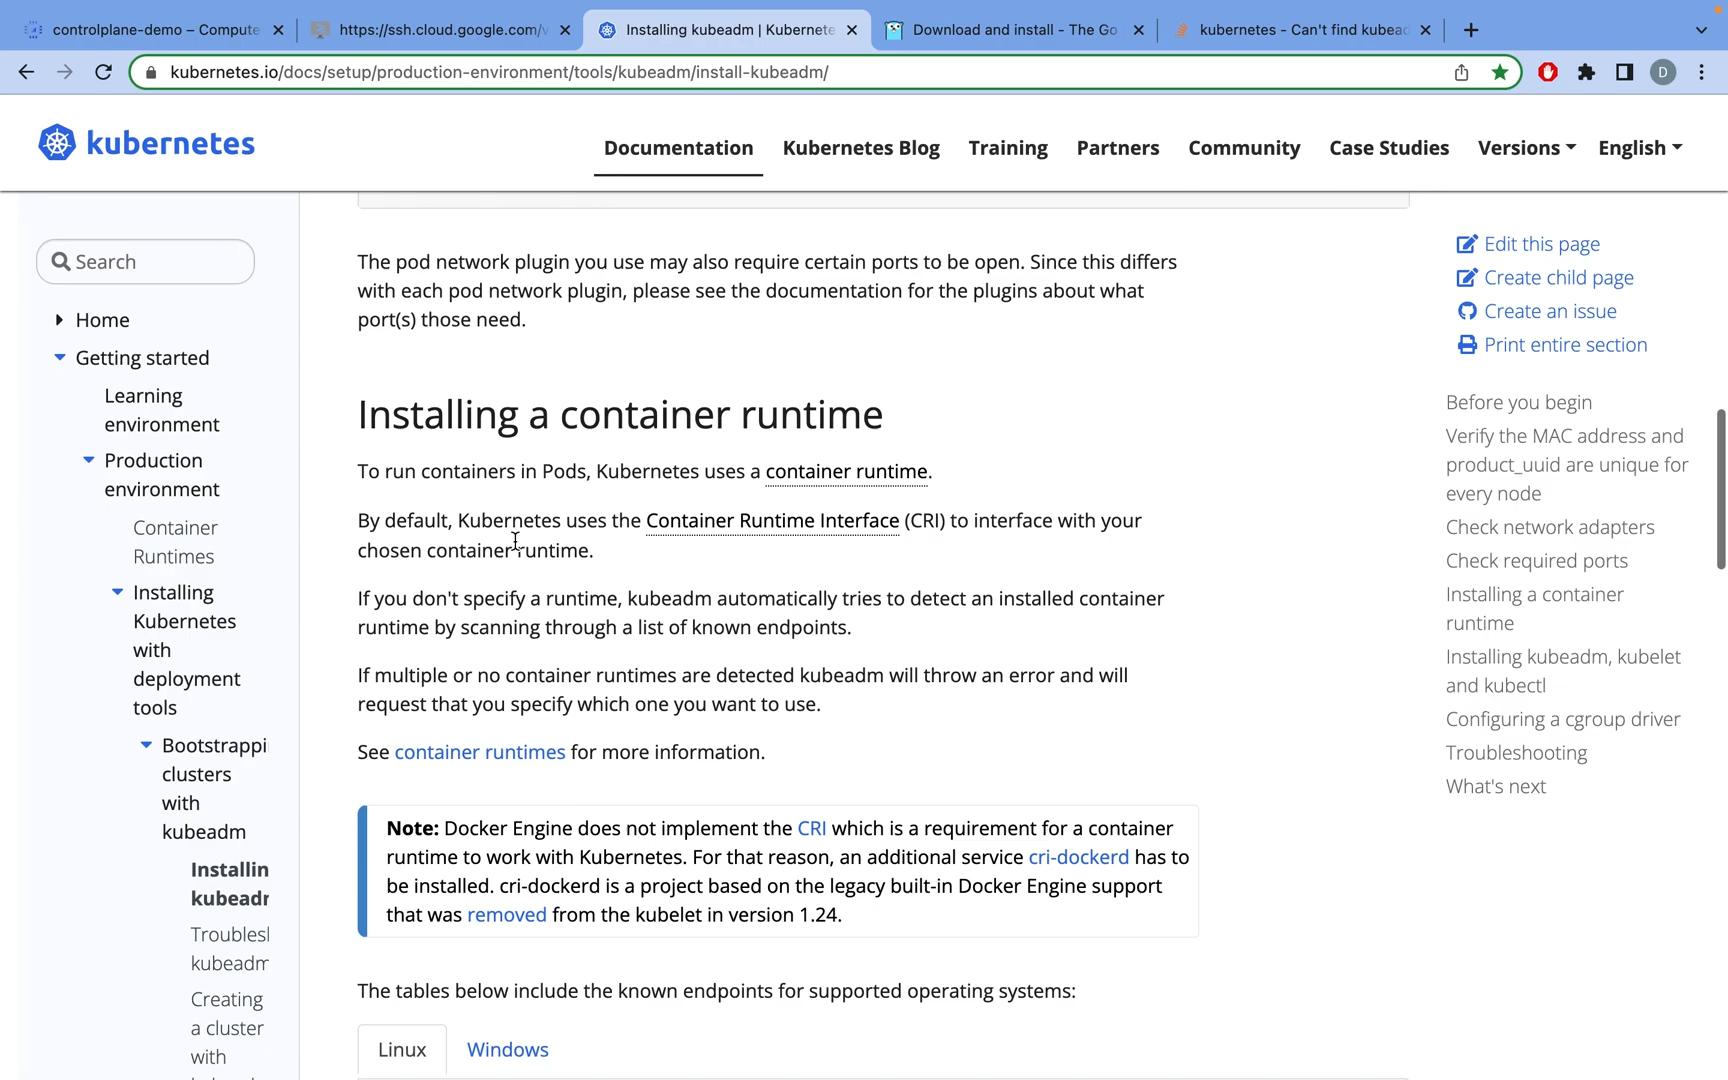 controlplane-demo – Compute
https://ssh.cloud.google.com/v
Installing kubeadm | Kubernete
Download and install - The Go
kubernetes - Can't find kubead
kubernetes.io/docs/setup/production-environment/tools/kubeadm/install-kubeadm/
D
kubernetes
Documentation
Kubernetes Blog
Training
Partners
Community
Case Studies
Versions
English
Search
Home
Getting started
Learning
environment
Production
environment
Container
Runtimes
Installing
Kubernetes
with
deployment
tools
Bootstrappi
clusters
with
kubeadm
Installin
kubeadm
Troubles
kubeadm
Creating
a cluster
with
The pod network plugin you use may also require certain ports to be open. Since this differs
with each pod network plugin, please see the documentation for the plugins about what
port(s) those need.
Installing a container runtime
To run containers in Pods, Kubernetes uses a container runtime.
By default, Kubernetes uses the Container Runtime Interface (CRI) to interface with your
chosen container runtime.
If you don't specify a runtime, kubeadm automatically tries to detect an installed container
runtime by scanning through a list of known endpoints.
If multiple or no container runtimes are detected kubeadm will throw an error and will
request that you specify which one you want to use.
See container runtimes for more information.
Note: Docker Engine does not implement the CRI which is a requirement for a container
runtime to work with Kubernetes. For that reason, an additional service cri-dockerd has to
be installed. cri-dockerd is a project based on the legacy built-in Docker Engine support
that was removed from the kubelet in version 1.24.
The tables below include the known endpoints for supported operating systems:
Linux
Windows
Edit this page
Create child page
Create an issue
Print entire section
Before you begin
Verify the MAC address and
product_uuid are unique for
every node
Check network adapters
Check required ports
Installing a container
runtime
Installing kubeadm, kubelet
and kubectl
Configuring a cgroup driver
Troubleshooting
What's next